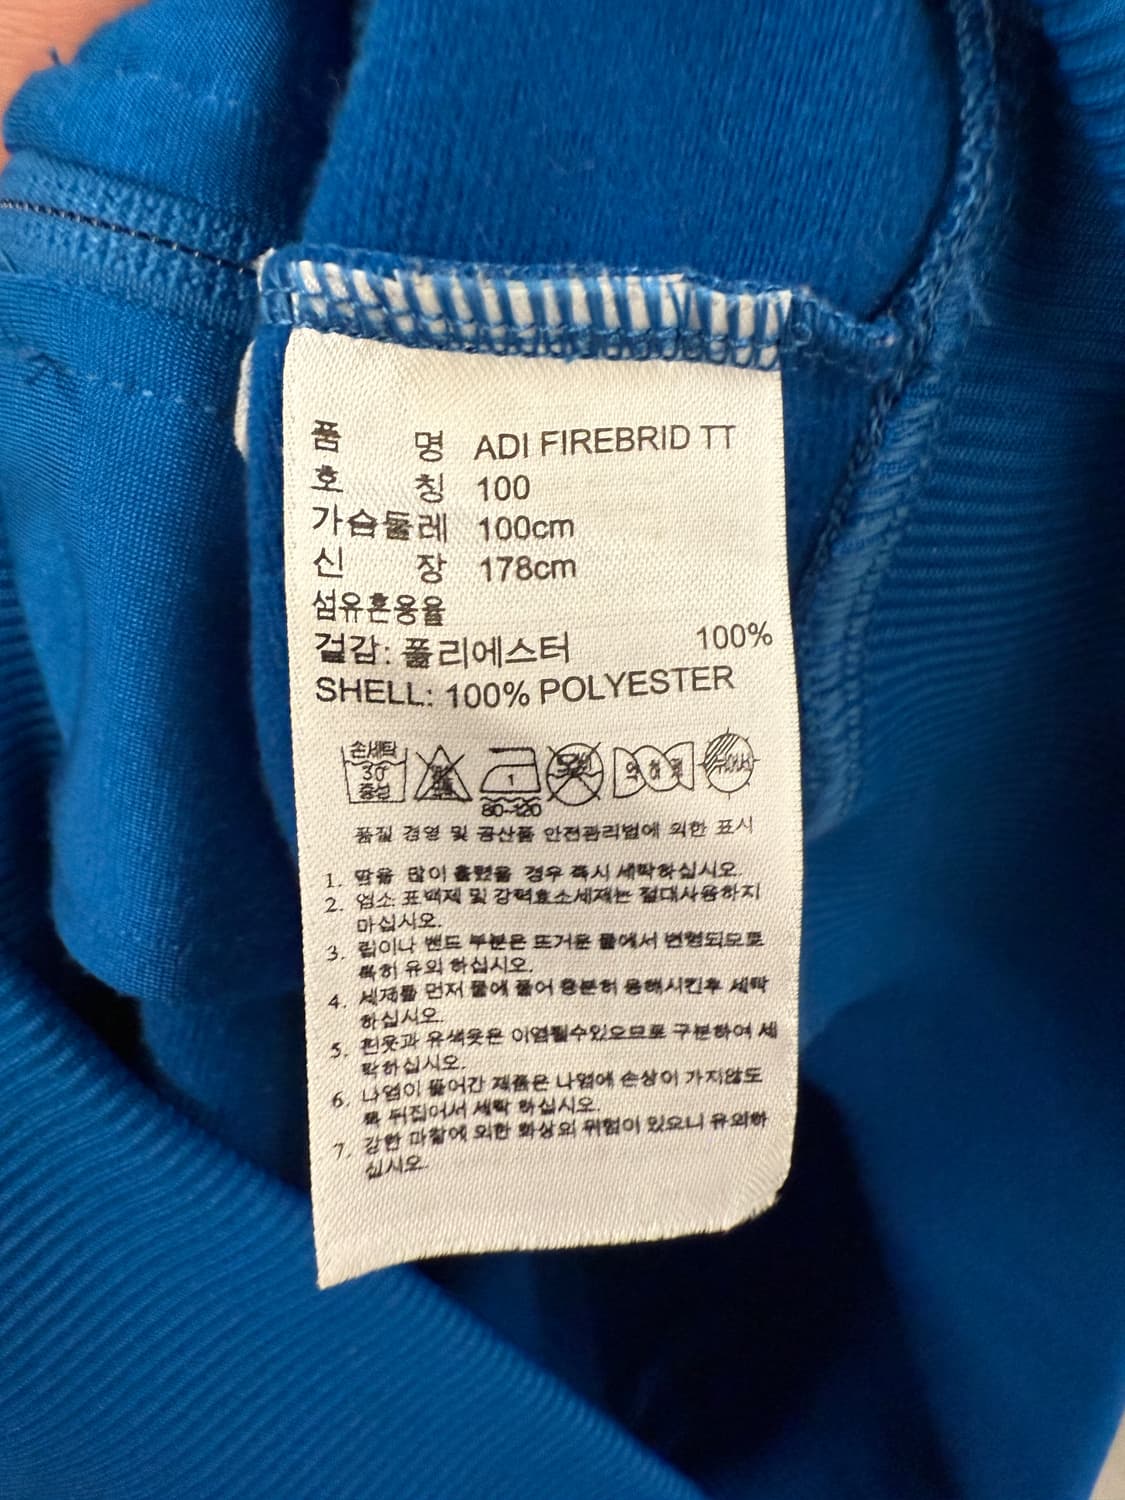 품 명 ADI FIREBRID TT
호 칭 100
가슴둘레 100cm
신 장 178cm
섬유혼용율
겉감: 폴리에스터 100%
SHELL: 100% POLYESTER
손세탁
30
중성
1
80~120
약하게
품질 경영 및 공산품 안전관리법에 의한 표시
1. 땀을 많이 흘렸을 경우 즉시 세탁하십시오.
2. 염소 표백제 및 강력효소세제는 절대사용하지
마십시오.
3. 립이나 밴드 부분은 뜨거운 물에서 변형되므로
특히 유의 하십시오.
4. 세제를 먼저 물에 풀어 충분히 용해시킨후 세탁
하십시오.
5. 흰옷과 유색옷은 이염될수있으므로 구분하여 세
탁하십시오.
6. 나염이 들어간 제품은 나염에 손상이 가지않도
록 뒤집어서 세탁 하십시오.
7. 강한 마찰에 의한 화상의 위험이 있으니 유의하
십시오.